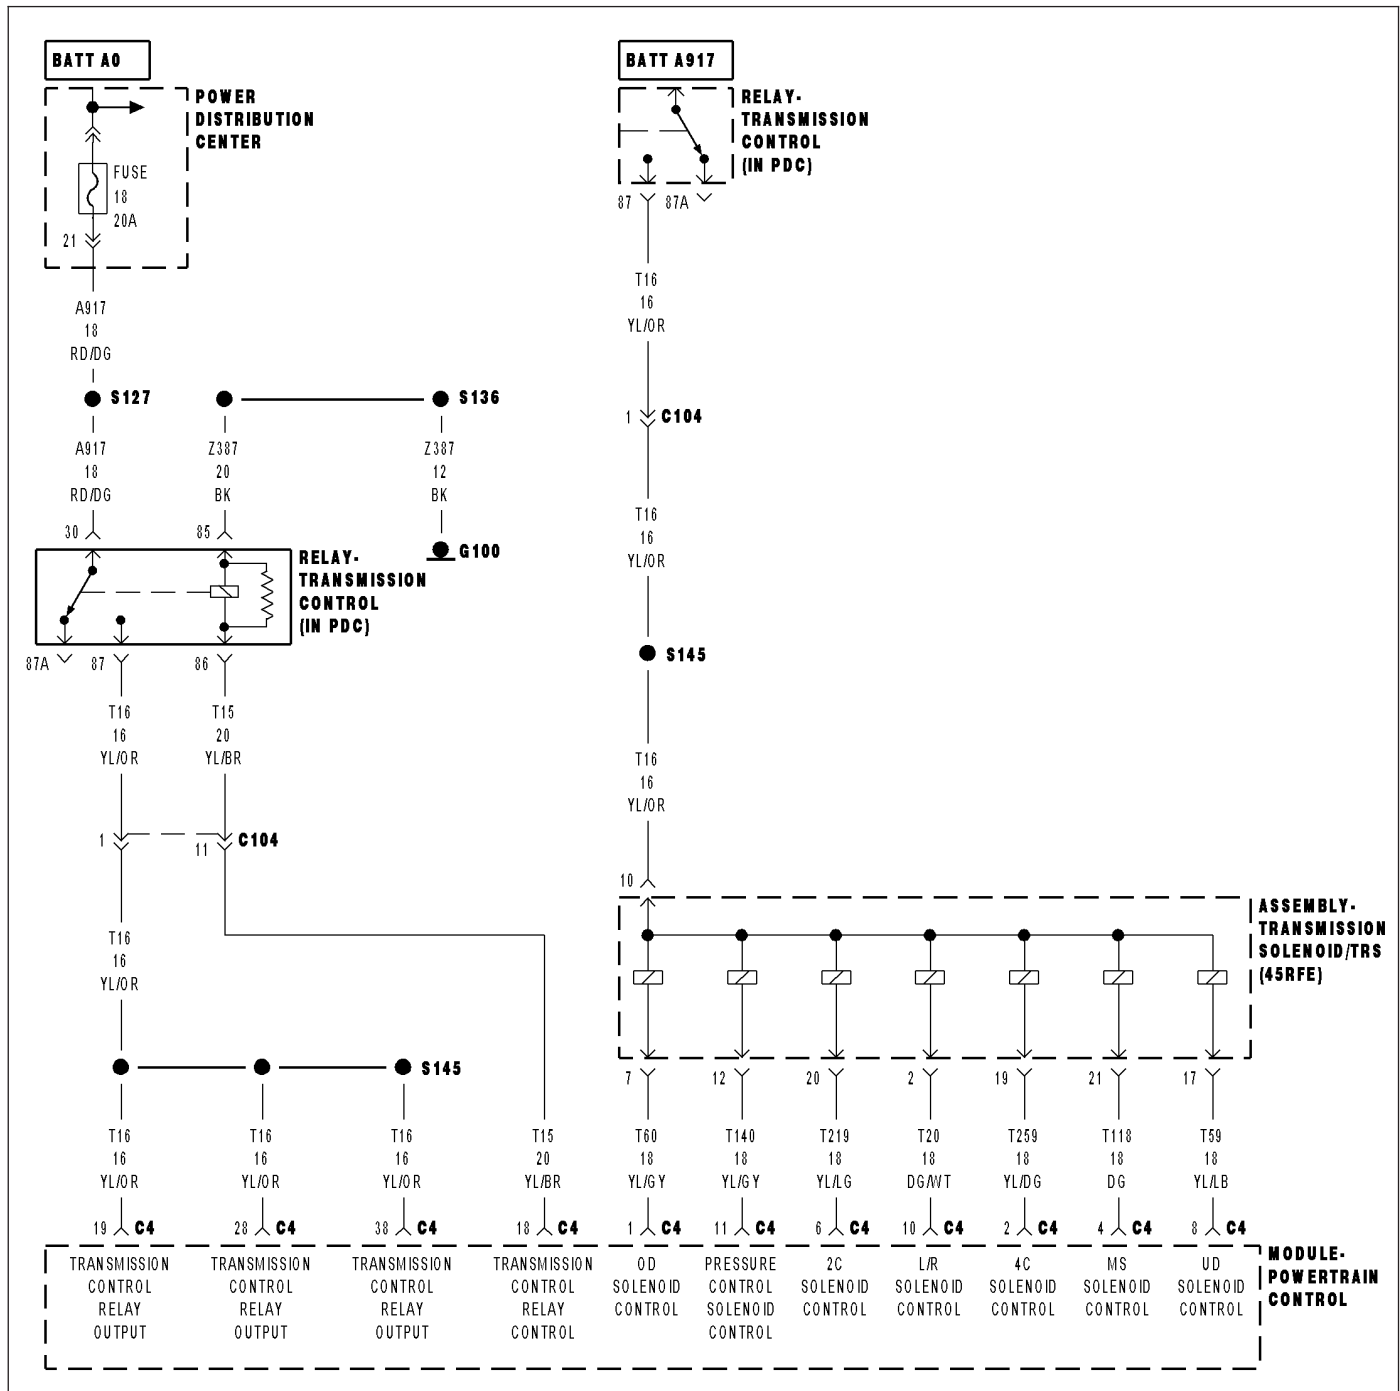 BATT A0
POWER
DISTRIBUTION
CENTER
FUSE
18
20A
21
A917
18
RD/DG
S127
S136
A917
18
RD/DG
Z387
20
BK
Z387
12
BK
30
85
G100
RELAY-
TRANSMISSION
CONTROL
(IN PDC)
87A
87
86
T16
16
YL/OR
T15
20
YL/BR
1
11
C104
T16
16
YL/OR
S145
T16
16
YL/OR
T16
16
YL/OR
T16
16
YL/OR
T15
20
YL/BR
19 C4
28 C4
38 C4
18 C4
BATT A917
RELAY-
TRANSMISSION
CONTROL
(IN PDC)
87
87A
T16
16
YL/OR
1
C104
T16
16
YL/OR
S145
T16
16
YL/OR
10
ASSEMBLY-
TRANSMISSION
SOLENOID/TRS
(45RFE)
7
12
20
2
19
21
17
T60
18
YL/GY
T140
18
YL/GY
T219
18
YL/LG
T20
18
DG/WT
T259
18
YL/DG
T118
18
DG
T59
18
YL/LB
1 C4
11 C4
6 C4
10 C4
2 C4
4 C4
8 C4
TRANSMISSION
CONTROL
RELAY
OUTPUT
TRANSMISSION
CONTROL
RELAY
OUTPUT
TRANSMISSION
CONTROL
RELAY
OUTPUT
TRANSMISSION
CONTROL
RELAY
CONTROL
OD
SOLENOID
CONTROL
PRESSURE
CONTROL
SOLENOID
CONTROL
2C
SOLENOID
CONTROL
L/R
SOLENOID
CONTROL
4C
SOLENOID
CONTROL
MS
SOLENOID
CONTROL
UD
SOLENOID
CONTROL
MODULE-
POWERTRAIN
CONTROL